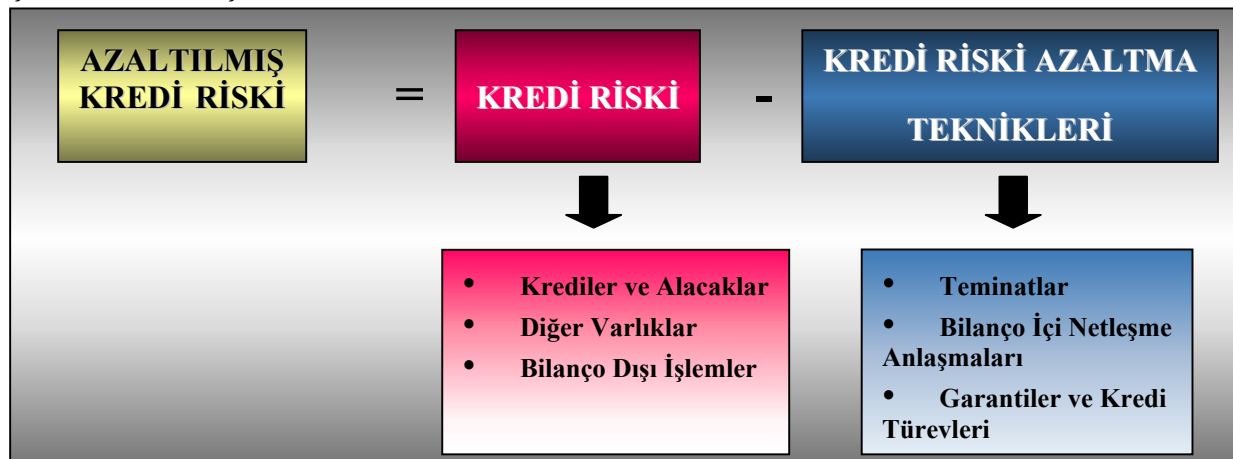 AZALTILMIŞ
KREDİ RİSKİ
=
KREDİ RİSKİ
-
KREDİ RİSKİ AZALTMA
TEKNİKLERİ
• Krediler ve Alacaklar
• Diğer Varlıklar
• Bilanço Dışı İşlemler
• Teminatlar
• Bilanço İçi Netleşme
Anlaşmaları
• Garantiler ve Kredi
Türevleri